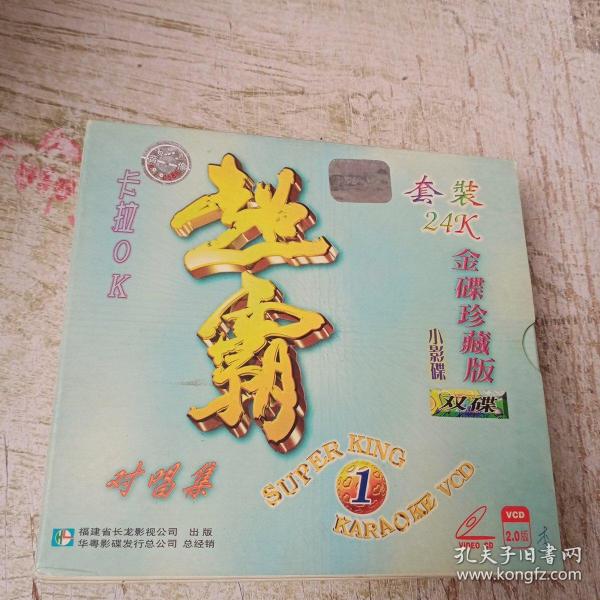 卡拉OK
超霸
对唱集
套装
24K
金碟珍藏版
小影碟
双碟
SUPER KING
1
KARAOKE VCD
福建省长龙影视公司 出版
华粤影碟发行总公司 总经销
VIDEO CD
VCD
2.0版
孔夫子旧书网
www.kongfz.com